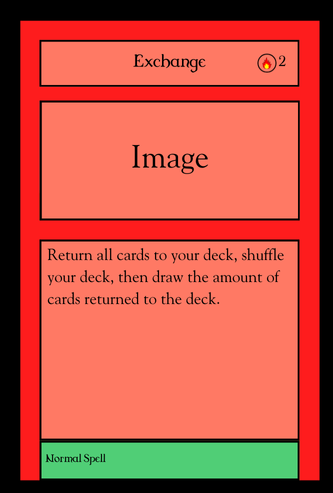 Exchange 2
Image
Return all cards to your deck, shuffle
your deck, then draw the amount of
cards returned to the deck.
Normal Spell